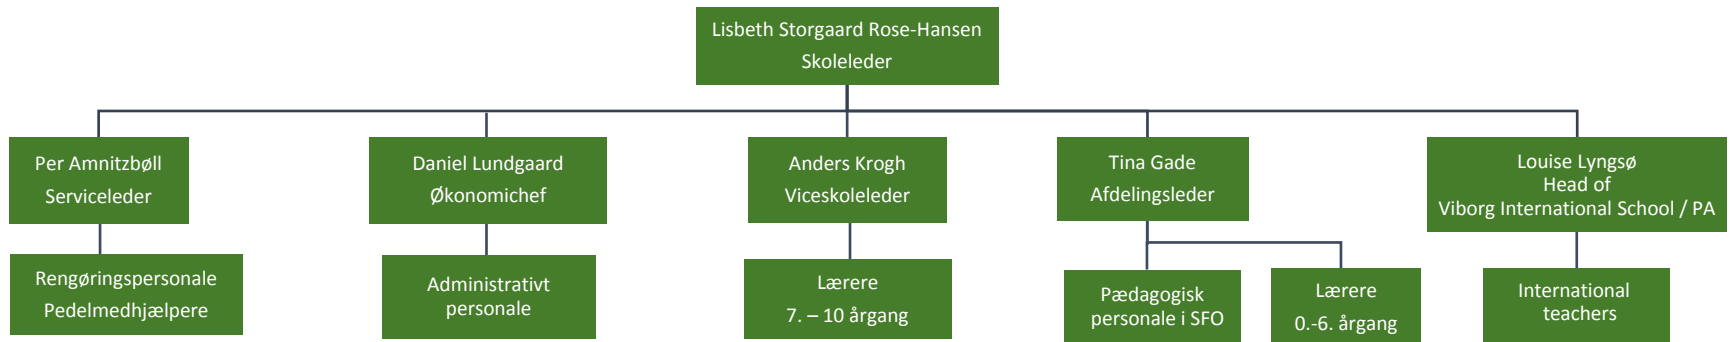 Lisbeth Storgaard Rose-Hansen
Skoleleder
Per Amnitzbøll
Serviceleder
Daniel Lundgaard
Økonomichef
Anders Krogh
Viceskoleleder
Tina Gade
Afdelingsleder
Louise Lyngsø
Head of
Viborg International School / PA
Rengøringspersonale
Pedelmedhjælpere
Administrativt
personale
Lærere
7. – 10 årgang
Pædagogisk
personale i SFO
Lærere
0.-6. årgang
International
teachers